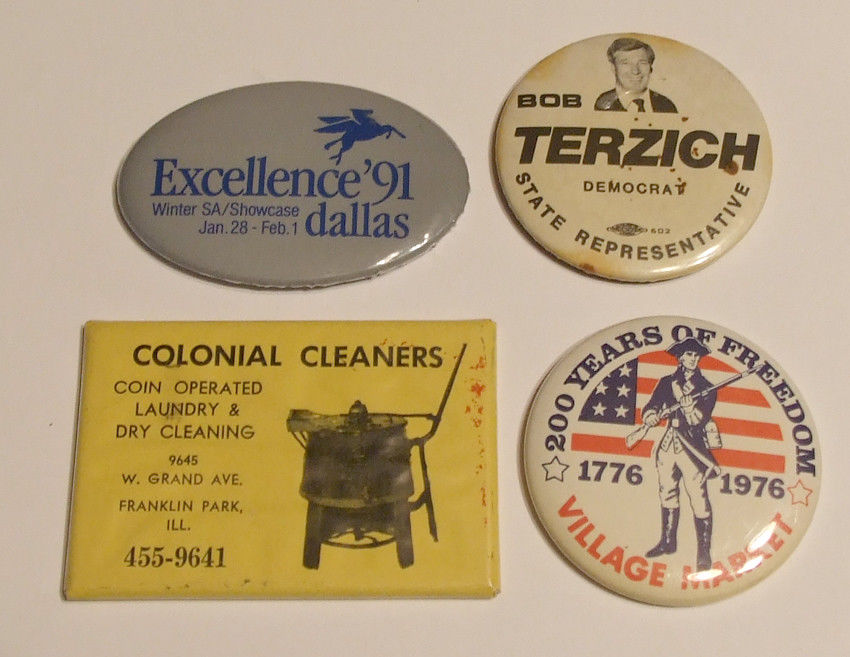 Excellence '91
Winter SA/Showcase
Jan. 28 - Feb. 1
dallas
BOB
TERZICH
DEMOCRAT
STATE REPRESENTATIVE
602
COLONIAL CLEANERS
COIN OPERATED
LAUNDRY &
DRY CLEANING
9645
W. GRAND AVE.
FRANKLIN PARK,
ILL.
455-9641
200 YEARS OF FREEDOM
1776 1976
VILLAGE MARKET